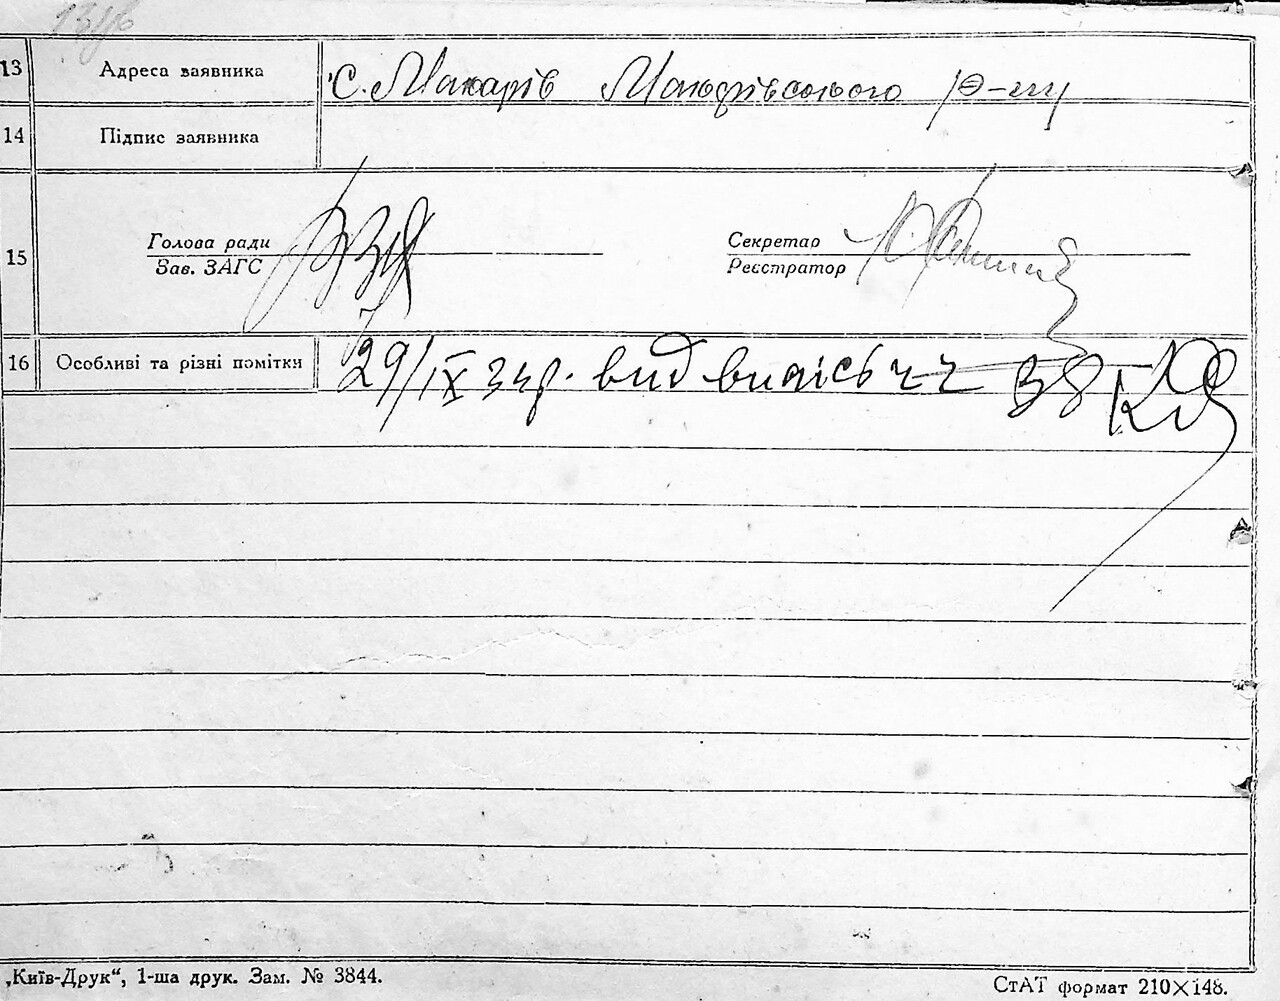 13 Адреса заявника с. Макарів Макарівського р-ну
14 Підпис заявника
15 Голова ради
Зав. ЗАГС
Секретар
Реєстратор
16 Особливі та різні помітки 29/IX 34р. вид випісь
„Київ-Друк“, 1-ша друк. Зам. № 3844.
СтАТ формат 210×148.